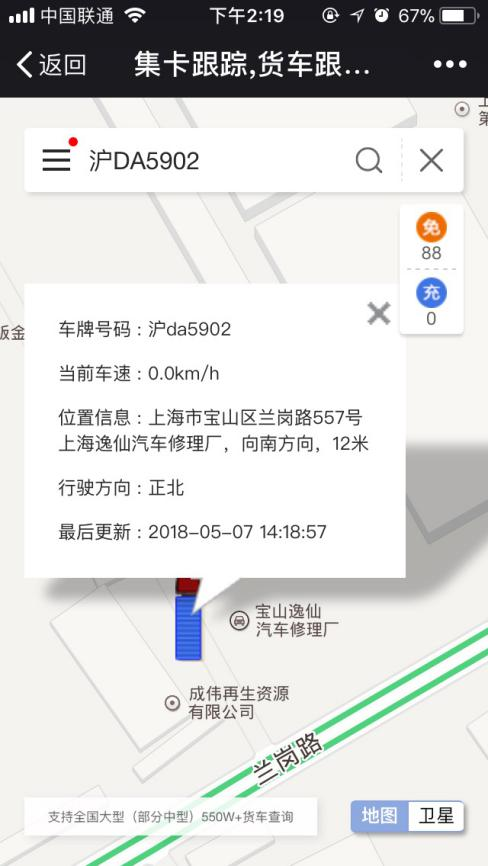 中国联通
下午2:19
67%
返回
集卡跟踪,货车跟...
沪DA5902
免
88
充
0
车牌号码：沪da5902
当前车速：0.0km/h
位置信息：上海市宝山区兰岗路557号
上海逸仙汽车修理厂，向南方向，12米
行驶方向：正北
最后更新：2018-05-07 14:18:57
宝山逸仙
汽车修理厂
成伟再生资源
有限公司
兰岗路
支持全国大型（部分中型）550W+货车查询
地图
卫星